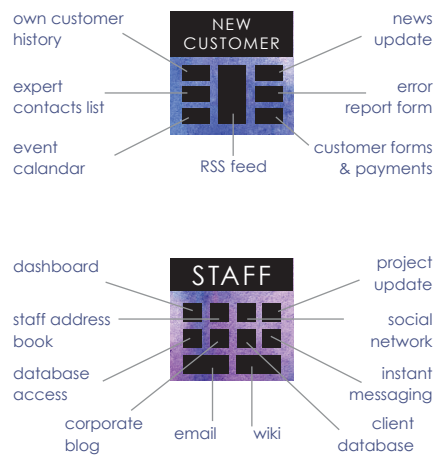 own customer
history
NEW
CUSTOMER
news
update
expert
contacts list
error
report form
event
calandar
RSS feed
customer forms
& payments
dashboard
STAFF
project
update
staff address
book
social
network
database
access
instant
messaging
corporate
blog
email
wiki
client
database